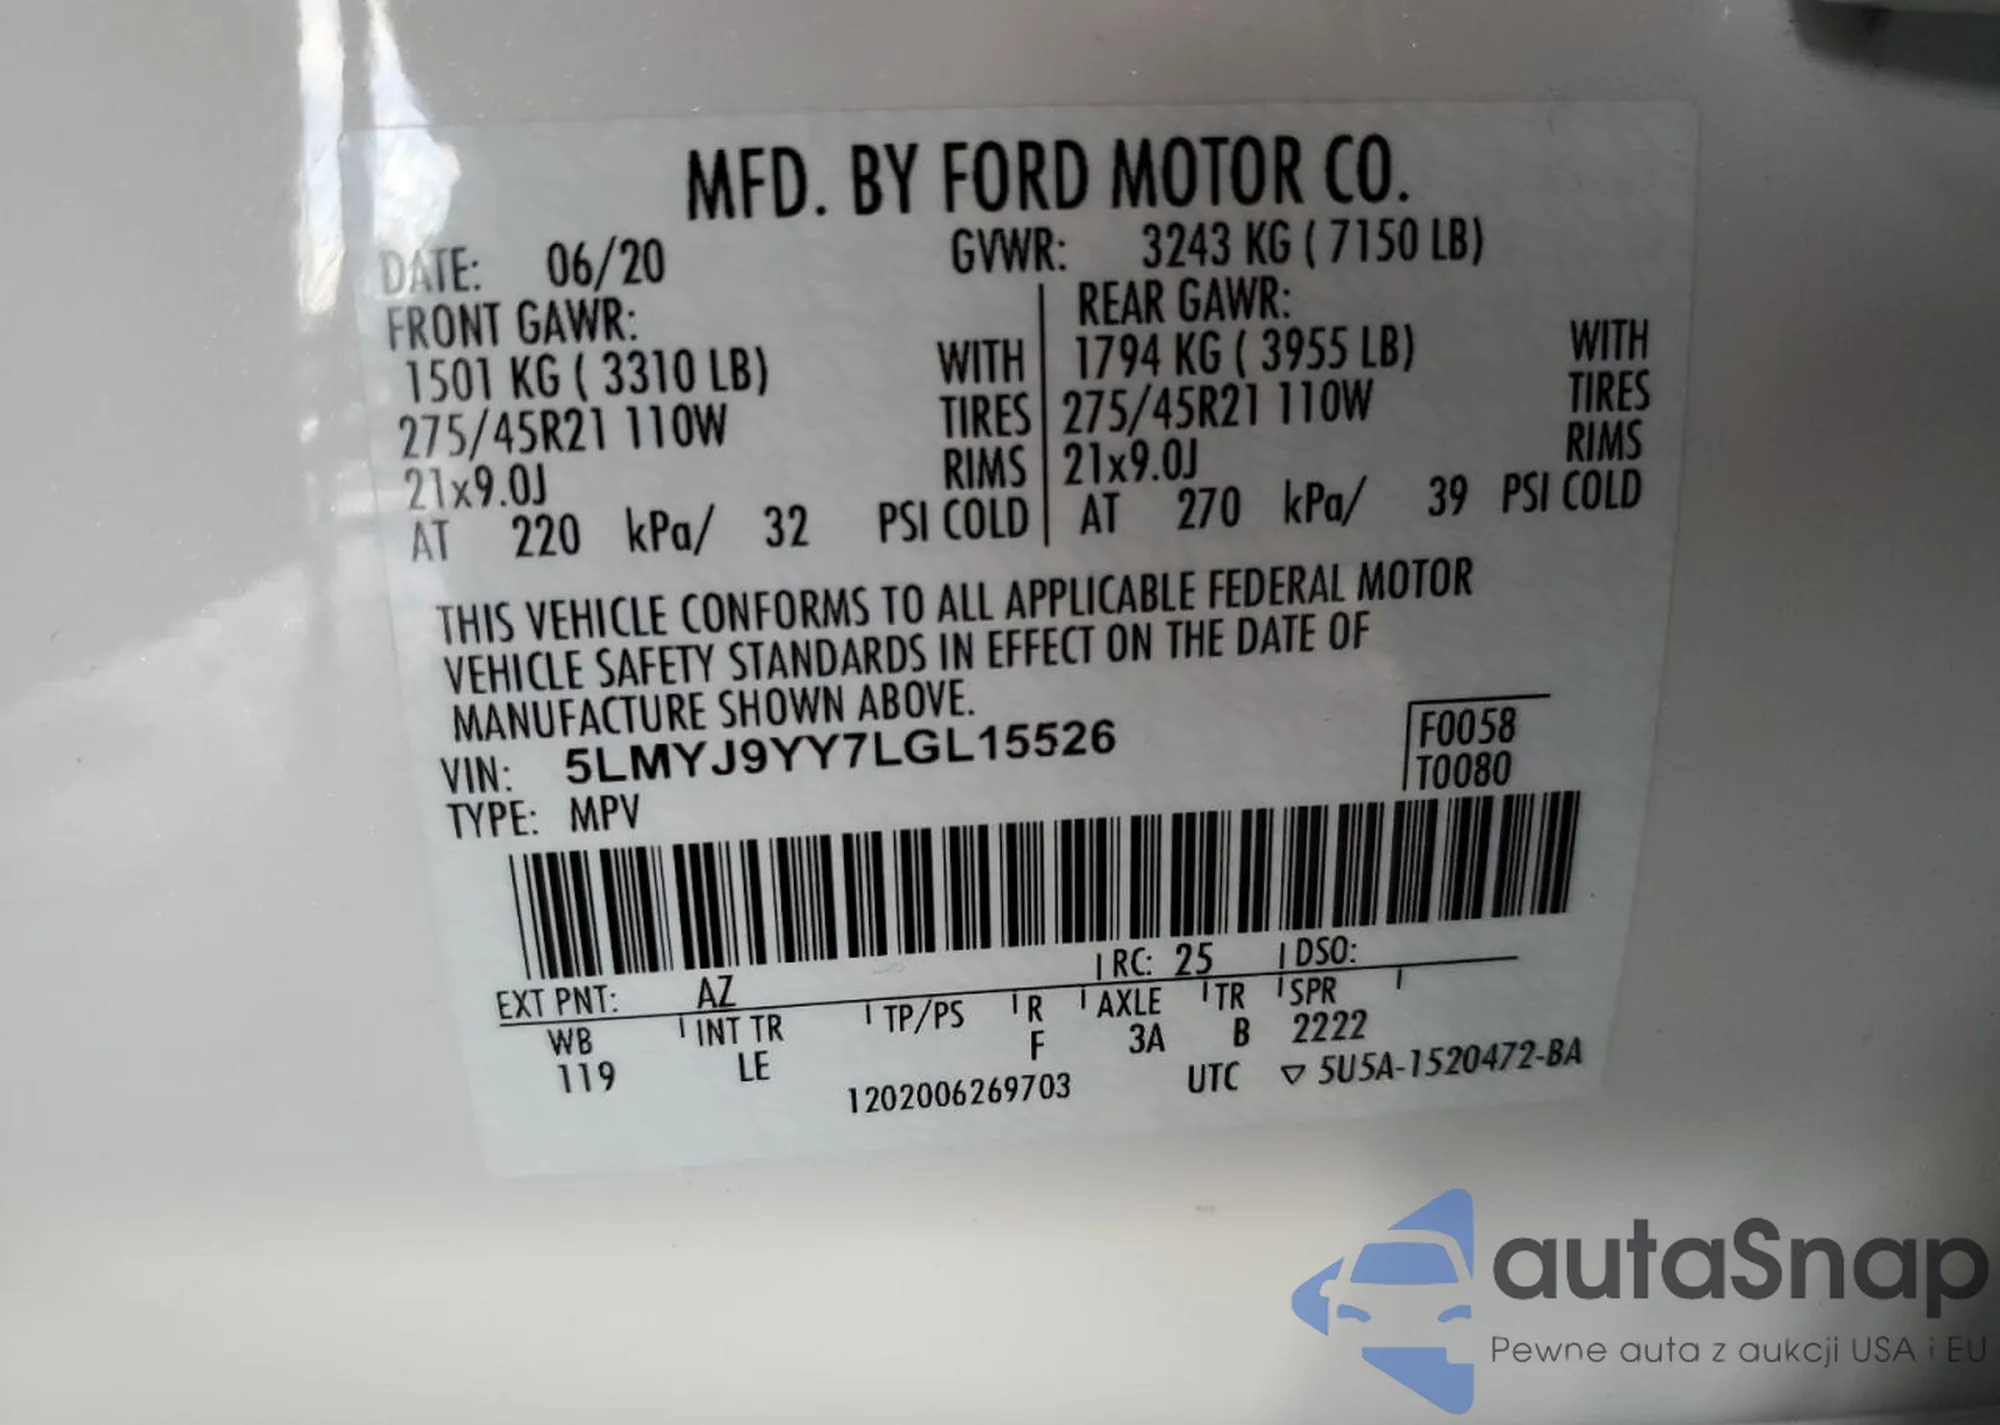 MFD. BY FORD MOTOR CO.
DATE: 06/20 GVWR: 3243 KG ( 7150 LB)
FRONT GAWR: REAR GAWR:
1501 KG ( 3310 LB) WITH 1794 KG ( 3955 LB) WITH
275/45R21 110W TIRES 275/45R21 110W TIRES
21x9.0J RIMS 21x9.0J RIMS
AT 220 kPa/ 32 PSI COLD AT 270 kPa/ 39 PSI COLD
THIS VEHICLE CONFORMS TO ALL APPLICABLE FEDERAL MOTOR
VEHICLE SAFETY STANDARDS IN EFFECT ON THE DATE OF
MANUFACTURE SHOWN ABOVE.
VIN: 5LMYJ9YY7LGL15526 F0058
TYPE: MPV T0080
EXT PNT: AZ RC: 25 DSO:
WB INT TR TP/PS R AXLE TR SPR
119 LE F 3A B 2222
1202006269703 UTC ▽ 5U5A-1520472-BA
autaSnap
Pewne auta z aukcji USA i EU